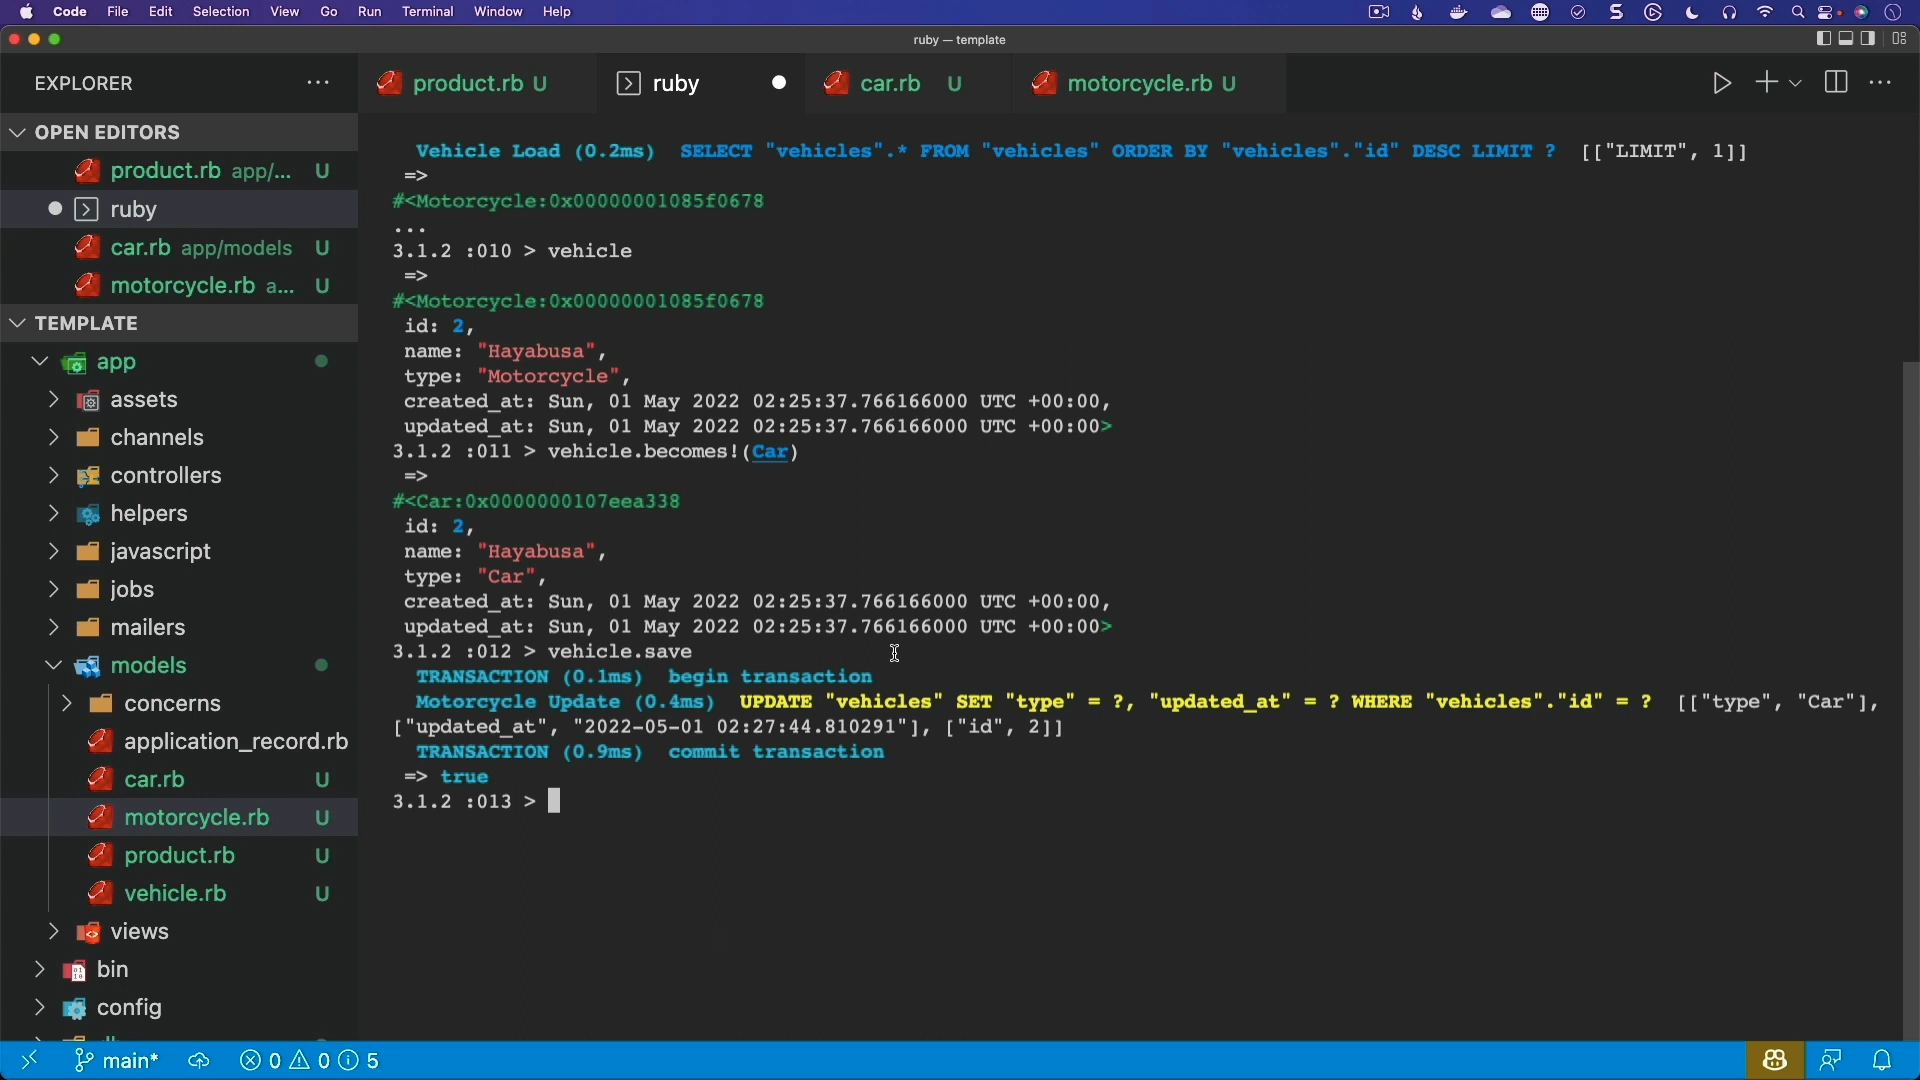 Code File Edit Selection View Go Run Terminal Window Help
ruby — template
EXPLORER
product.rb U
ruby
car.rb U
motorcycle.rb U
OPEN EDITORS
product.rb app/... U
ruby
car.rb app/models U
motorcycle.rb a... U
TEMPLATE
app
assets
channels
controllers
helpers
javascript
jobs
mailers
models
concerns
application_record.rb
car.rb U
motorcycle.rb U
product.rb U
vehicle.rb U
views
bin
config
Vehicle Load (0.2ms) SELECT "vehicles".* FROM "vehicles" ORDER BY "vehicles"."id" DESC LIMIT ? [["LIMIT", 1]]
=>
#<Motorcycle:0x00000001085f0678
...
3.1.2 :010 > vehicle
=>
#<Motorcycle:0x00000001085f0678
id: 2,
name: "Hayabusa",
type: "Motorcycle",
created_at: Sun, 01 May 2022 02:25:37.766166000 UTC +00:00,
updated_at: Sun, 01 May 2022 02:25:37.766166000 UTC +00:00>
3.1.2 :011 > vehicle.becomes!(Car)
=>
#<Car:0x0000000107eea338
id: 2,
name: "Hayabusa",
type: "Car",
created_at: Sun, 01 May 2022 02:25:37.766166000 UTC +00:00,
updated_at: Sun, 01 May 2022 02:25:37.766166000 UTC +00:00>
3.1.2 :012 > vehicle.save
TRANSACTION (0.1ms) begin transaction
Motorcycle Update (0.4ms) UPDATE "vehicles" SET "type" = ?, "updated_at" = ? WHERE "vehicles"."id" = ? [["type", "Car"],
["updated_at", "2022-05-01 02:27:44.810291"], ["id", 2]]
TRANSACTION (0.9ms) commit transaction
=> true
3.1.2 :013 >
main* 0 0 5